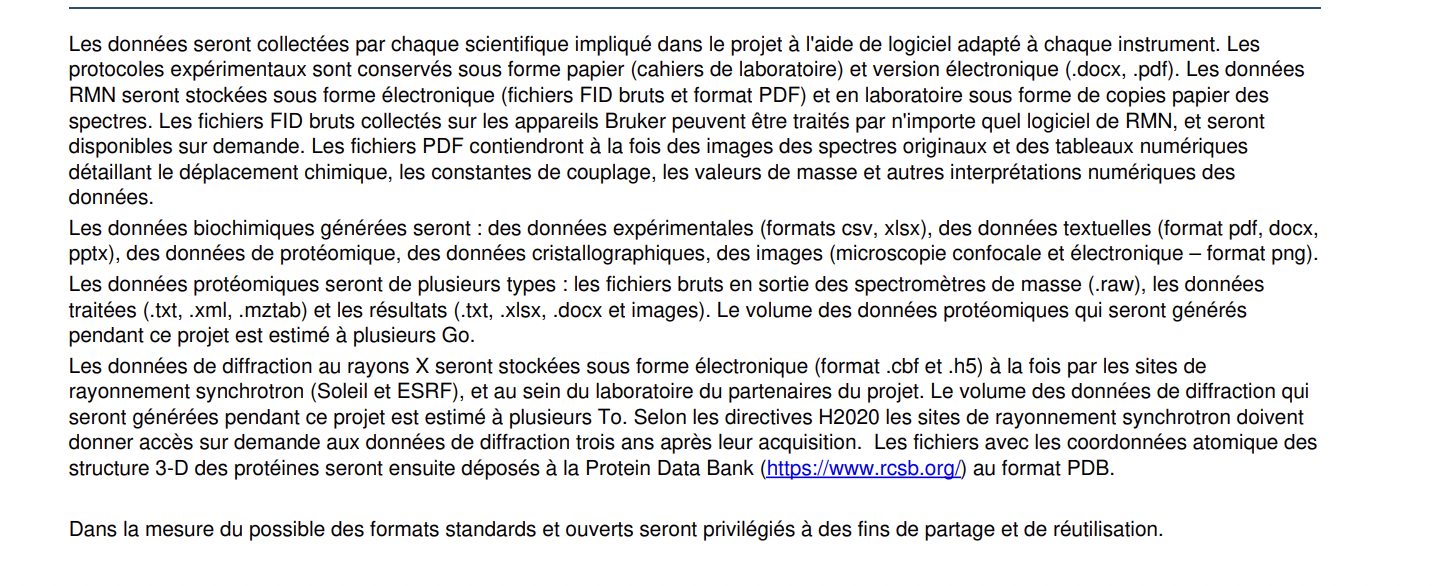 Les données seront collectées par chaque scientifique impliqué dans le projet à l'aide de logiciel adapté à chaque instrument. Les
protocoles expérimentaux sont conservés sous forme papier (cahiers de laboratoire) et version électronique (.docx, .pdf). Les données
RMN seront stockées sous forme électronique (fichiers FID bruts et format PDF) et en laboratoire sous forme de copies papier des
spectres. Les fichiers FID bruts collectés sur les appareils Bruker peuvent être traités par n'importe quel logiciel de RMN, et seront
disponibles sur demande. Les fichiers PDF contiendront à la fois des images des spectres originaux et des tableaux numériques
détaillant le déplacement chimique, les constantes de couplage, les valeurs de masse et autres interprétations numériques des
données.
Les données biochimiques générées seront : des données expérimentales (formats csv, xlsx), des données textuelles (format pdf, docx,
pptx), des données de protéomique, des données cristallographiques, des images (microscopie confocale et électronique – format png).
Les données protéomiques seront de plusieurs types : les fichiers bruts en sortie des spectromètres de masse (.raw), les données
traitées (.txt, .xml, .mztab) et les résultats (.txt, .xlsx, .docx et images). Le volume des données protéomiques qui seront générés
pendant ce projet est estimé à plusieurs Go.
Les données de diffraction au rayons X seront stockées sous forme électronique (format .cbf et .h5) à la fois par les sites de
rayonnement synchrotron (Soleil et ESRF), et au sein du laboratoire du partenaires du projet. Le volume des données de diffraction qui
seront générées pendant ce projet est estimé à plusieurs To. Selon les directives H2020 les sites de rayonnement synchrotron doivent
donner accès sur demande aux données de diffraction trois ans après leur acquisition.  Les fichiers avec les coordonnées atomique des
structure 3-D des protéines seront ensuite déposés à la Protein Data Bank (https://www.rcsb.org/) au format PDB.
Dans la mesure du possible des formats standards et ouverts seront privilégiés à des fins de partage et de réutilisation.